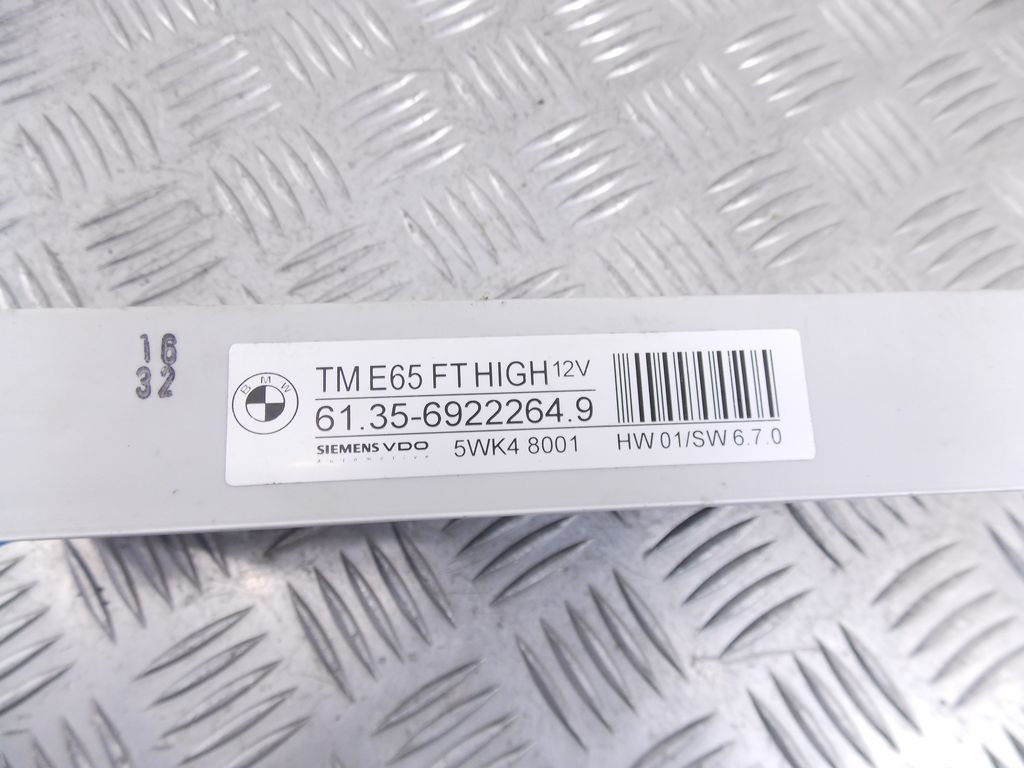 16
32
BMW
TM E65 FT HIGH 12V
61.35-6922264.9
SIEMENS VDO
Automotive
5WK4 8001
HW 01/SW 6.7.0